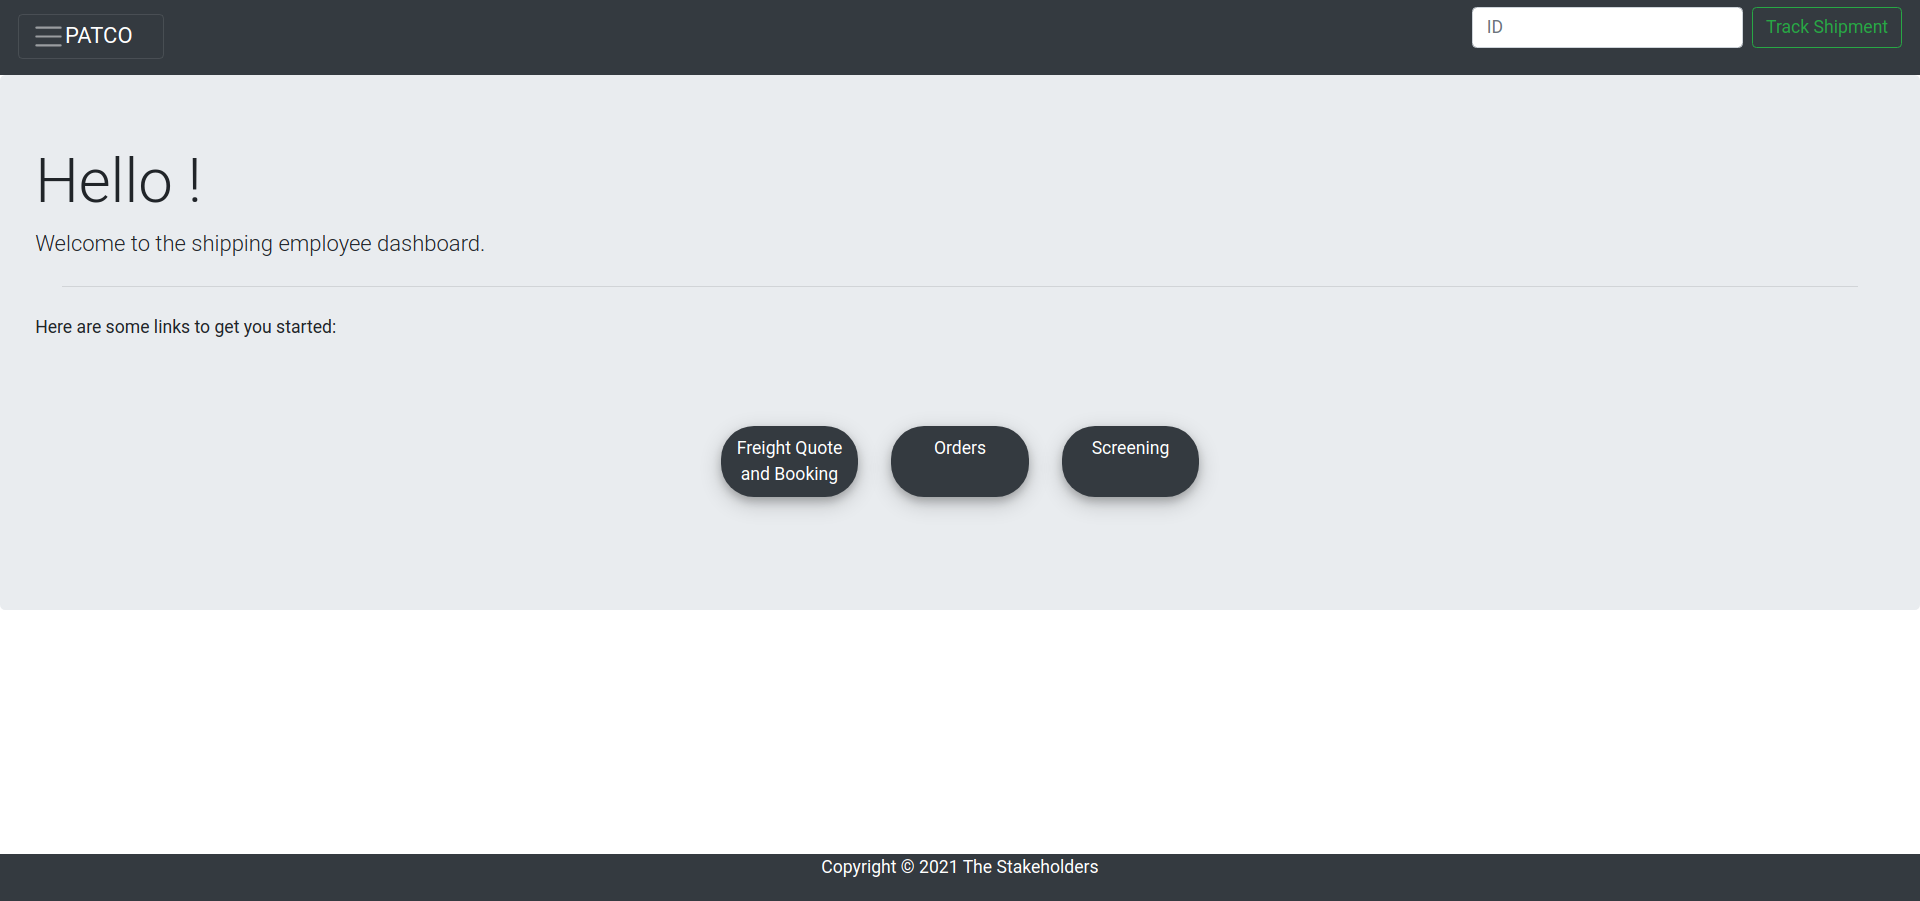 PATCO
ID
Track Shipment
Hello !
Welcome to the shipping employee dashboard.
Here are some links to get you started:
Freight Quote
and Booking
Orders
Screening
Copyright © 2021 The Stakeholders